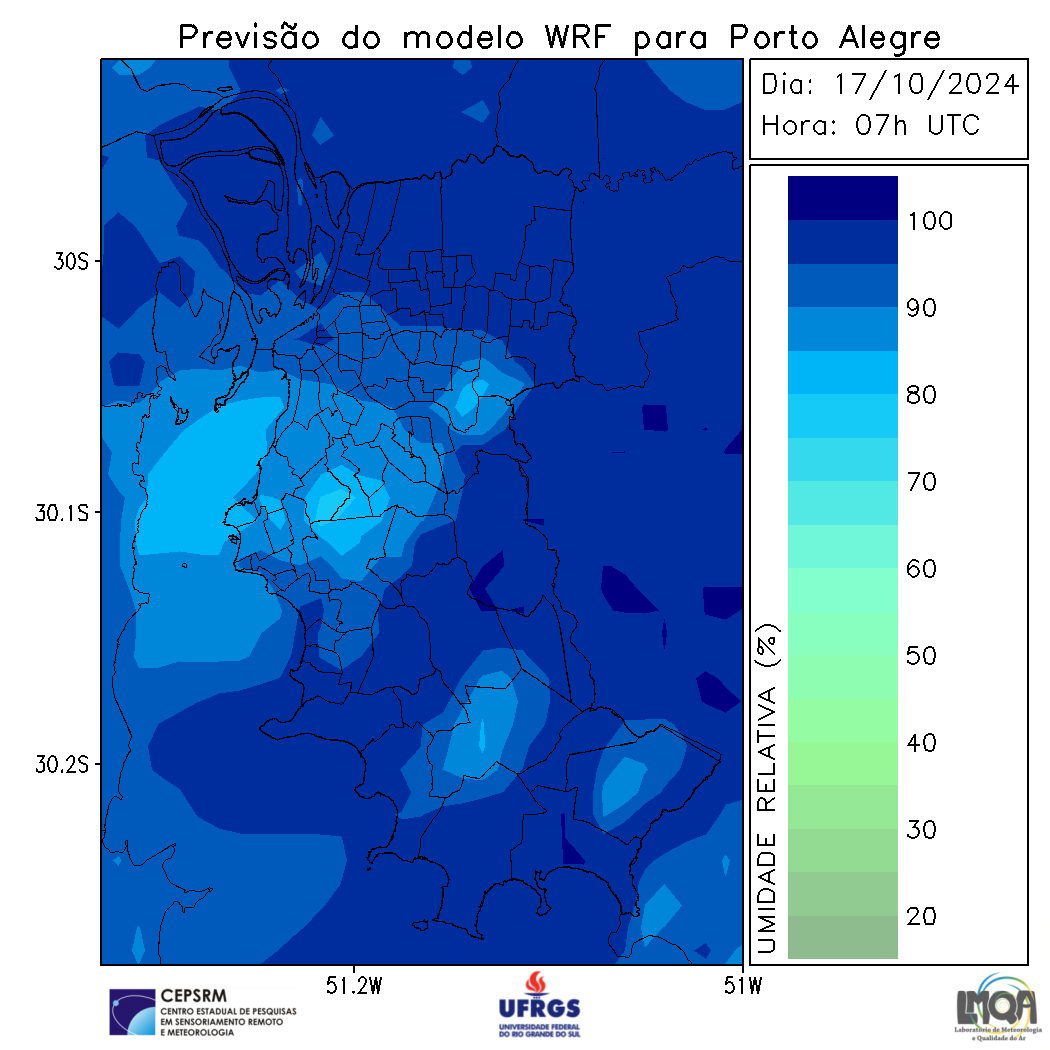 Previsão do modelo WRF para Porto Alegre
Dia: 17/10/2024
Hora: 07h UTC
30S
30.1S
30.2S
51.2W
51W
100
90
80
70
60
50
40
30
20
UMIDADE RELATIVA (%)
CEPSRM
CENTRO ESTADUAL DE PESQUISAS
EM SENSORIAMENTO REMOTO
E METEOROLOGIA
UFRGS
UNIVERSIDADE FEDERAL
DO RIO GRANDE DO SUL
LMQA
Laboratório de Meteorologia
e Qualidade do Ar